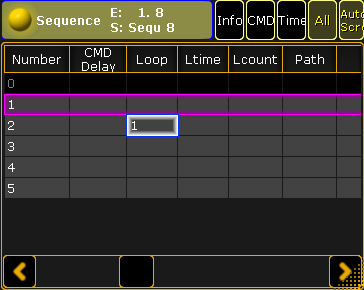 Sequence E: 1. 8
S: Sequ 8
Info CMD Time All Auto
Scro
Number CMD Delay Loop Ltime Lcount Path
0
1
2 1
3
4
5